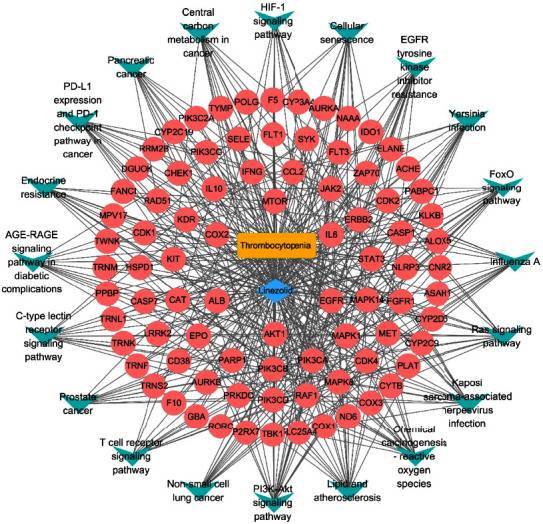 HIF-1
signaling
pathway
Central
carbon
metabolism in
cancer
Cellular
senescence
EGFR
tyrosine
kinase
inhibitor
resistance
Pancrealic
cancer
PD-L1
expression
and PD-1
checkpoint
pathway in
cancer
Yersinia
infection
Endocrine
resistance
FoxO
signaling
pathway
AGE-RAGE
signaling
pathway in
diabetic
complications
Influenza A
C-type lectin
receptor
signaling
pathway
Ras signaling
pathway
Prostate
cancer
Kaposi
sarcoma-associated
herpesvirus
infection
T cell receptor
signaling
pathway
Chemical
carcinogenesis
- reactive
oxygen
species
Non-small cell
lung cancer
PI3K-Akt
signaling
pathway
Lipid and
atherosclerosis
POLG F5 CYP3A4
TYMP AURKA
PIK3C2A NAAA
CYP2C19 SELE FLT1 SYK IDO1
RRM2B PIK3CG FLT3 ELANE
DGUCK CHEK1 IFNG CCL2 ZAP70 ACHE
FANCI RAD51 IL10 JAK2 CDK2 PABPC1
MPV17 KDR MTOR ERBB2 KLKB1
TWNK CDK1 COX2 IL6 CASP1 ALOX5
Thrombocytopenia
TRNM HSPD1 KIT STAT3 NLRP3 CNR2
Linezolid
PPBP CASP7 CAT ALB EGFR MAPK14 FGFR1 ASAH1
TRNL1 CYP2D6
LRRK2 EPO AKT1 MAPK1 MET
TRNK CYP2C9
CD38 PARP1 PIK3CB PIK3CA CDK4
TRNF PLAT
TRNS2 AURKB PRKDC PIK3CD RAF1 MAPK8 CYTB
F10 COX3
GBA ND6
RORC P2RX7 TBK1 SLC25A4 COX1